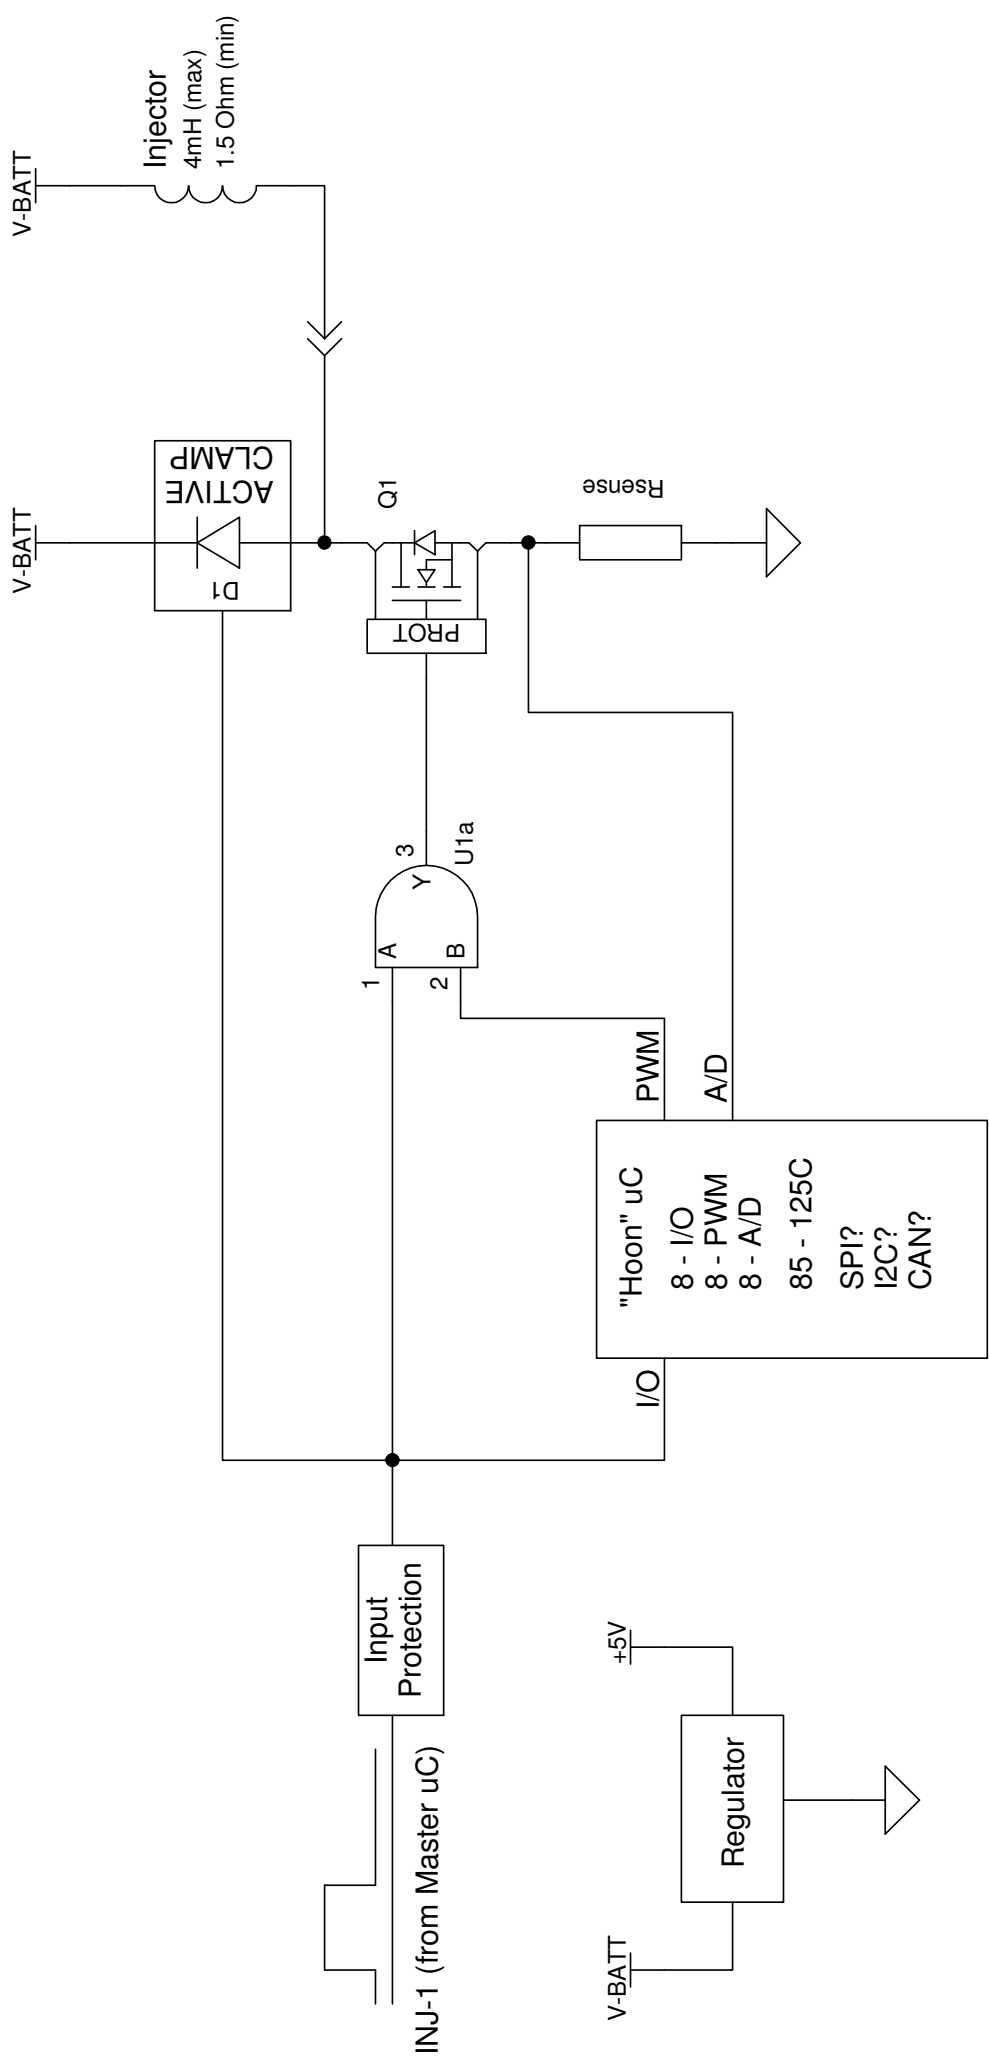 V-BATT
V-BATT
Injector
4mH (max)
1.5 Ohm (min)
ACTIVE
CLAMP
D1
Q1
PROT
Rsense
1
A
2
B
3
Y
U1a
INJ-1 (from Master uC)
Input
Protection
I/O
"Hoon" uC
8 - I/O
8 - PWM
8 - A/D
85 - 125C
SPI?
I2C?
CAN?
PWM
A/D
V-BATT
Regulator
+5V